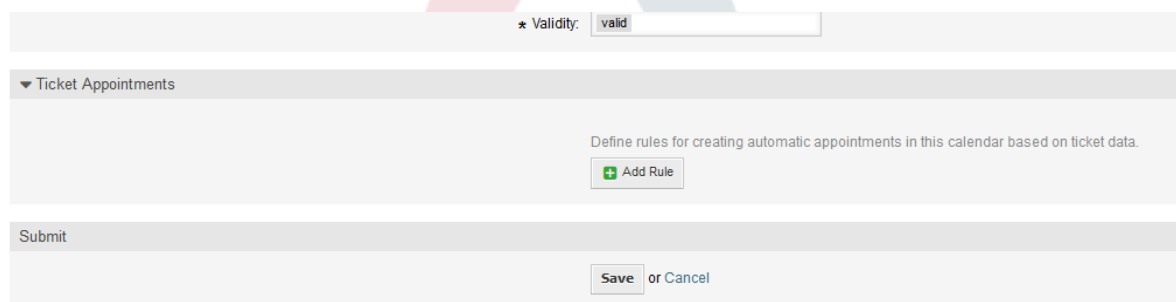 * Validity: valid
Ticket Appointments
Define rules for creating automatic appointments in this calendar based on ticket data.
Add Rule
Submit
Save or Cancel